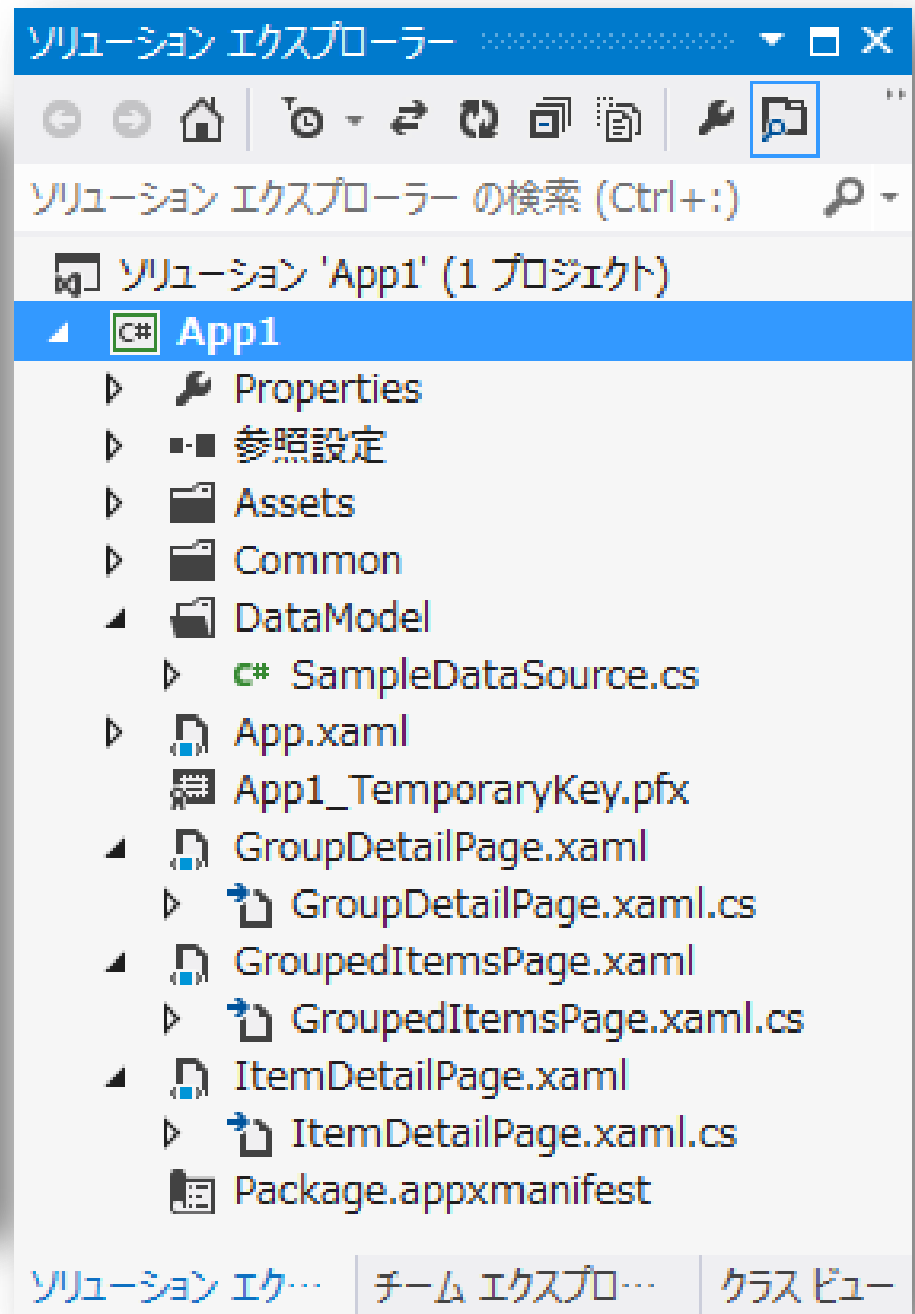 ソリューション エクスプローラー
ソリューション エクスプローラー の検索 (Ctrl+:)
ソリューション 'App1' (1 プロジェクト)
C# App1
Properties
参照設定
Assets
Common
DataModel
C# SampleDataSource.cs
App.xaml
App1_TemporaryKey.pfx
GroupDetailPage.xaml
GroupDetailPage.xaml.cs
GroupedItemsPage.xaml
GroupedItemsPage.xaml.cs
ItemDetailPage.xaml
ItemDetailPage.xaml.cs
Package.appxmanifest
ソリューション エク… チーム エクスプロ… クラス ビュー